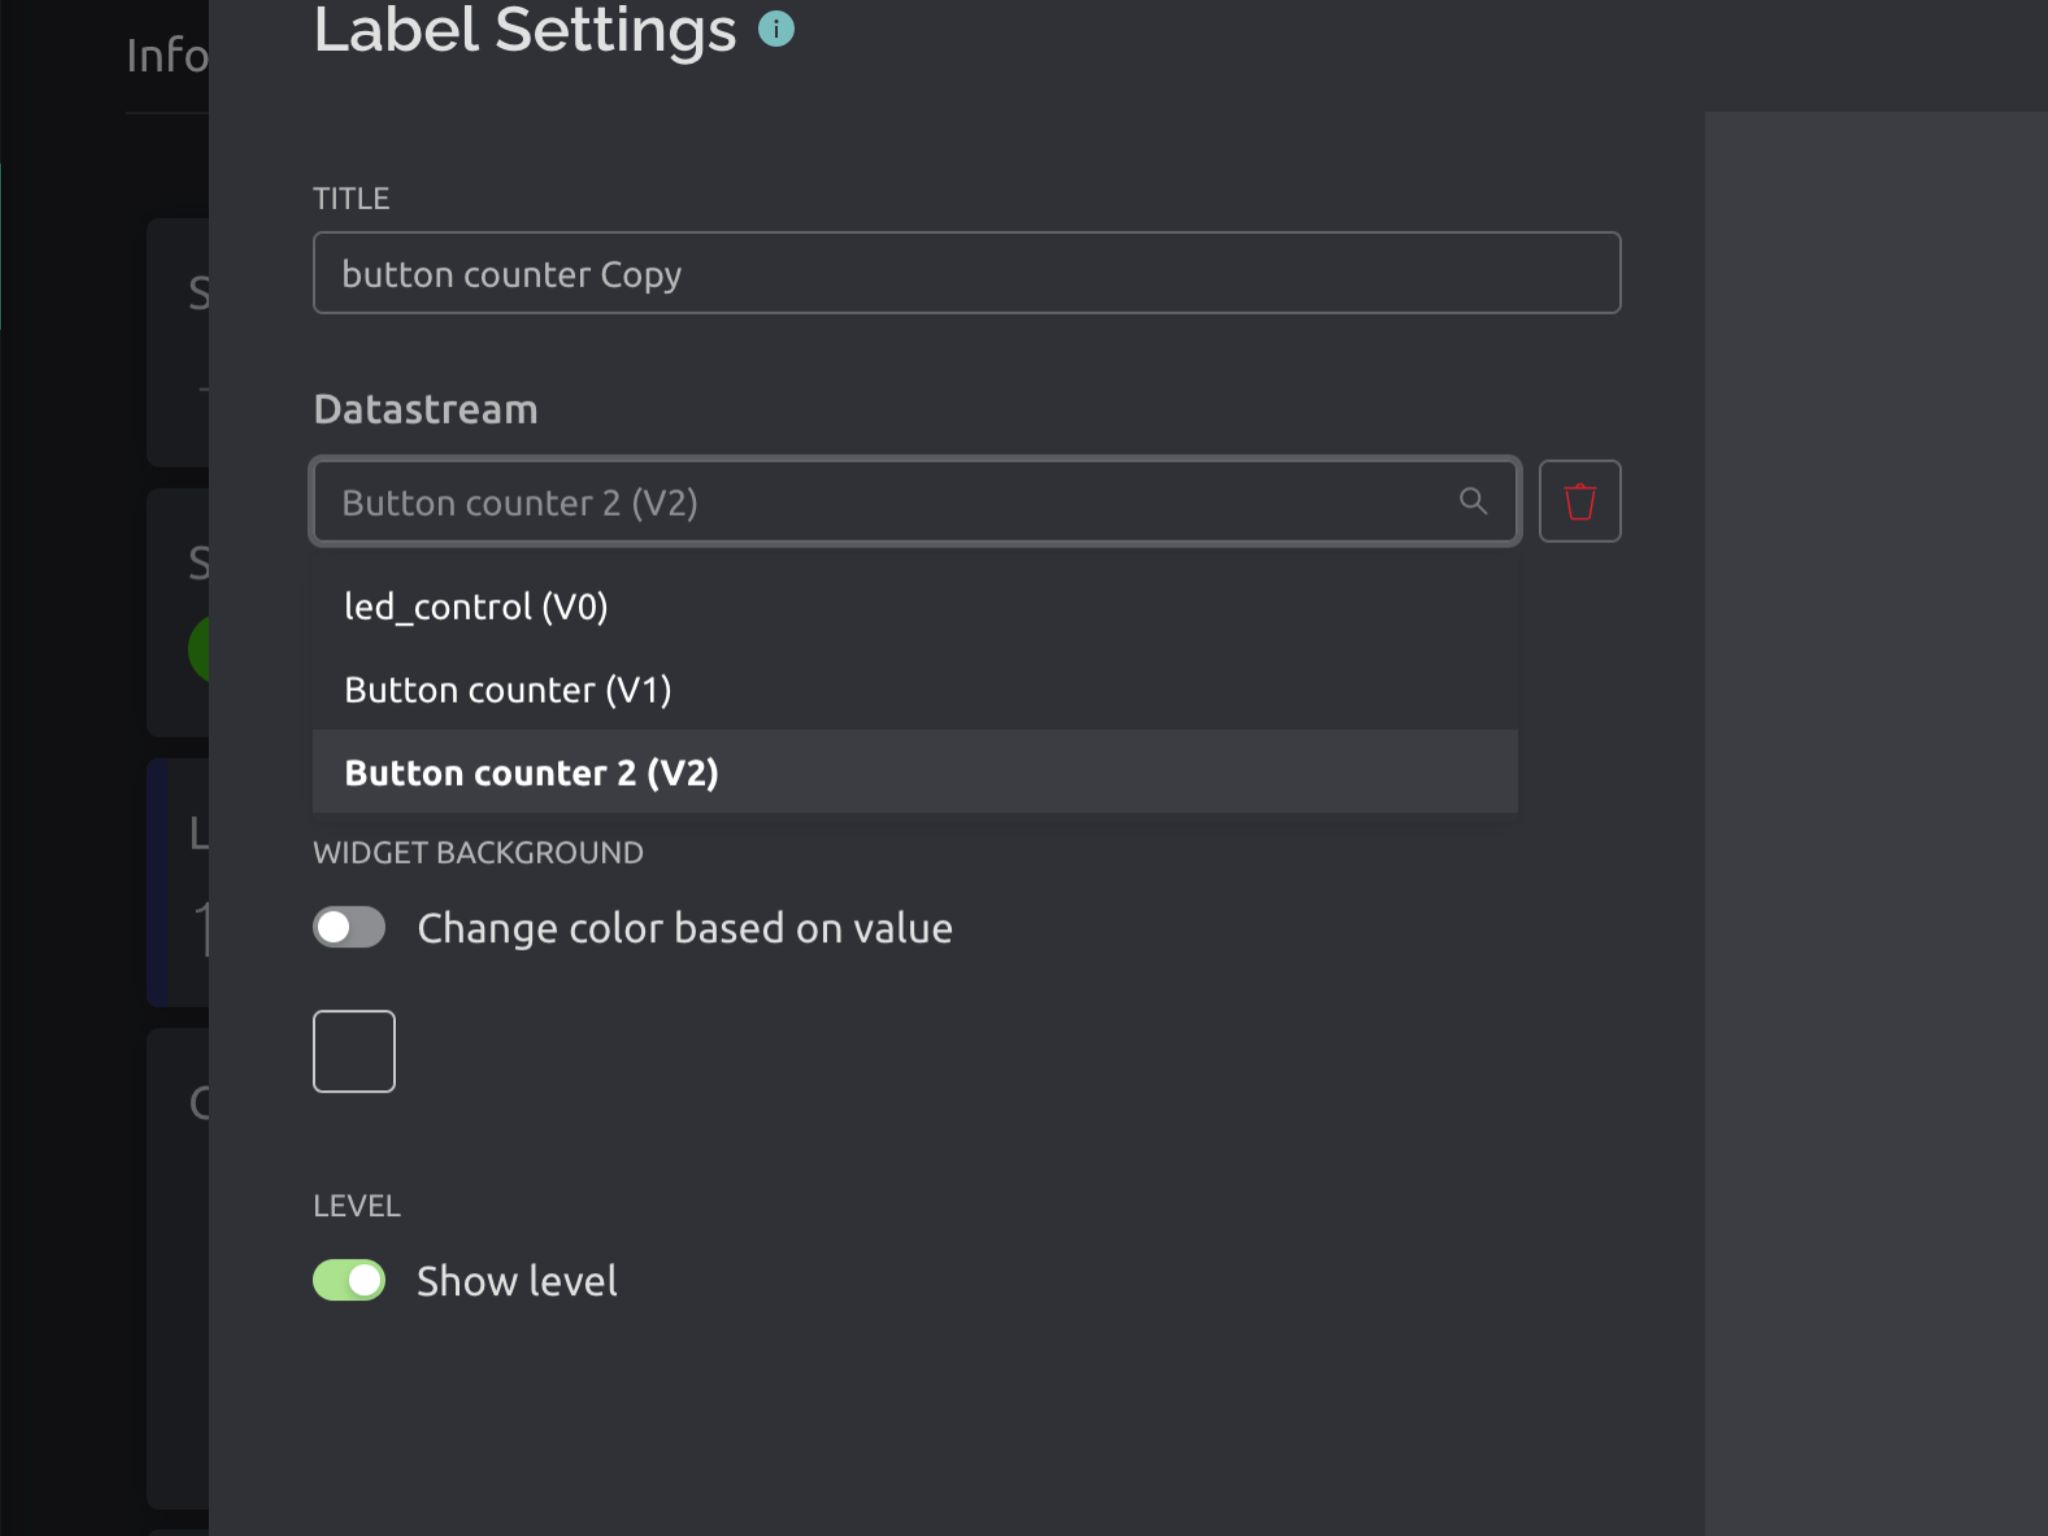 Label Settings
Info
TITLE
button counter Copy
Datastream
Button counter 2 (V2)
led_control (V0)
Button counter (V1)
Button counter 2 (V2)
WIDGET BACKGROUND
Change color based on value
LEVEL
Show level